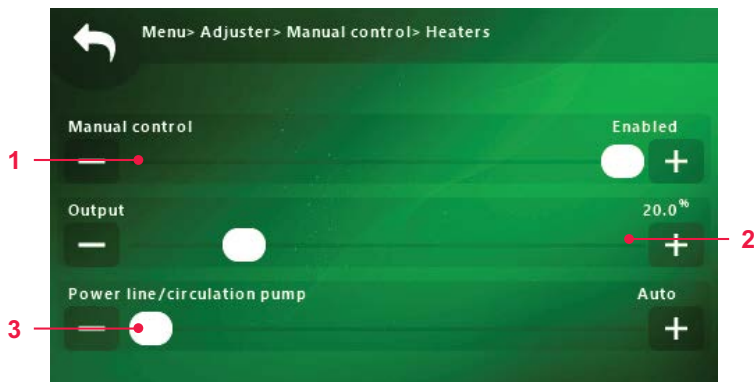 Menu> Adjuster> Manual control> Heaters
Manual control Enabled
1
Output 20.0%
2
Power line/circulation pump Auto
3